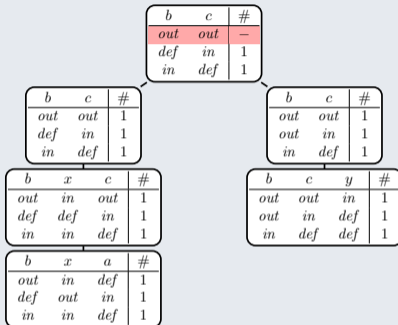 b c #
out out −
def in 1
in def 1
b c #
out out 1
def in 1
in def 1
b c #
out out 1
out in 1
in def 1
b x c #
out in out 1
def def in 1
in in def 1
b c y #
out out in 1
out in def 1
in def def 1
b x a #
out in def 1
def out in 1
in in def 1